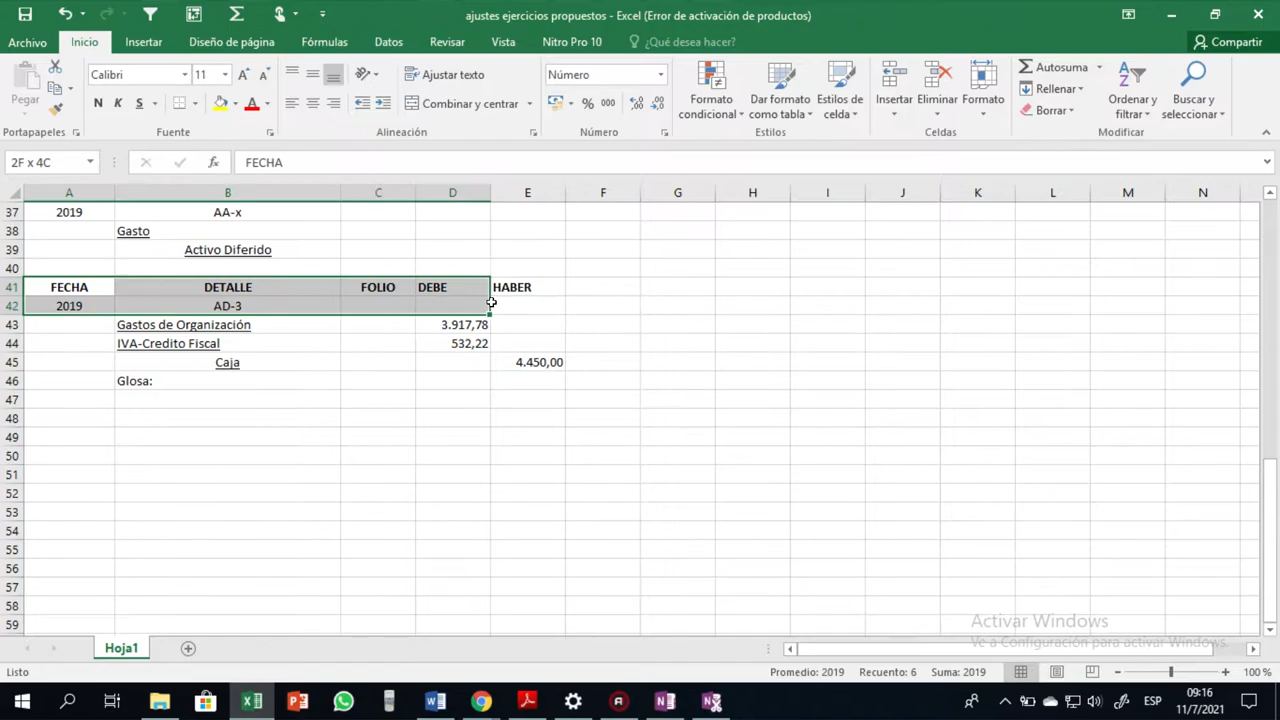 ajustes ejercicios propuestos - Excel (Error de activación de productos)
Archivo Inicio Insertar Diseño de página Fórmulas Datos Revisar Vista Nitro Pro 10 ¿Qué desea hacer? Compartir
Pegar
Calibri 11
N K S
A A
Ajustar texto
Combinar y centrar
Número
% 000
Formato condicional
Dar formato como tabla
Estilos de celda
Insertar Eliminar Formato
Autosuma
Rellenar
Borrar
Ordenar y filtrar
Buscar y seleccionar
Portapapeles Fuente Alineación Número Estilos Celdas Modificar
2F x 4C fx FECHA
A B C D E F G H I J K L M N
37 2019 AA-x
38 Gasto
39 Activo Diferido
40
41 FECHA DETALLE FOLIO DEBE HABER
42 2019 AD-3
43 Gastos de Organización 3.917,78
44 IVA-Credito Fiscal 532,22
45 Caja 4.450,00
46 Glosa:
47
48
49
50
51
52
53
54
55
56
57
58
59
Activar Windows
Ve a Configuración para activar Windows.
Hoja1
Listo Promedio: 2019 Recuento: 6 Suma: 2019 100 %
ESP 09:16
11/7/2021